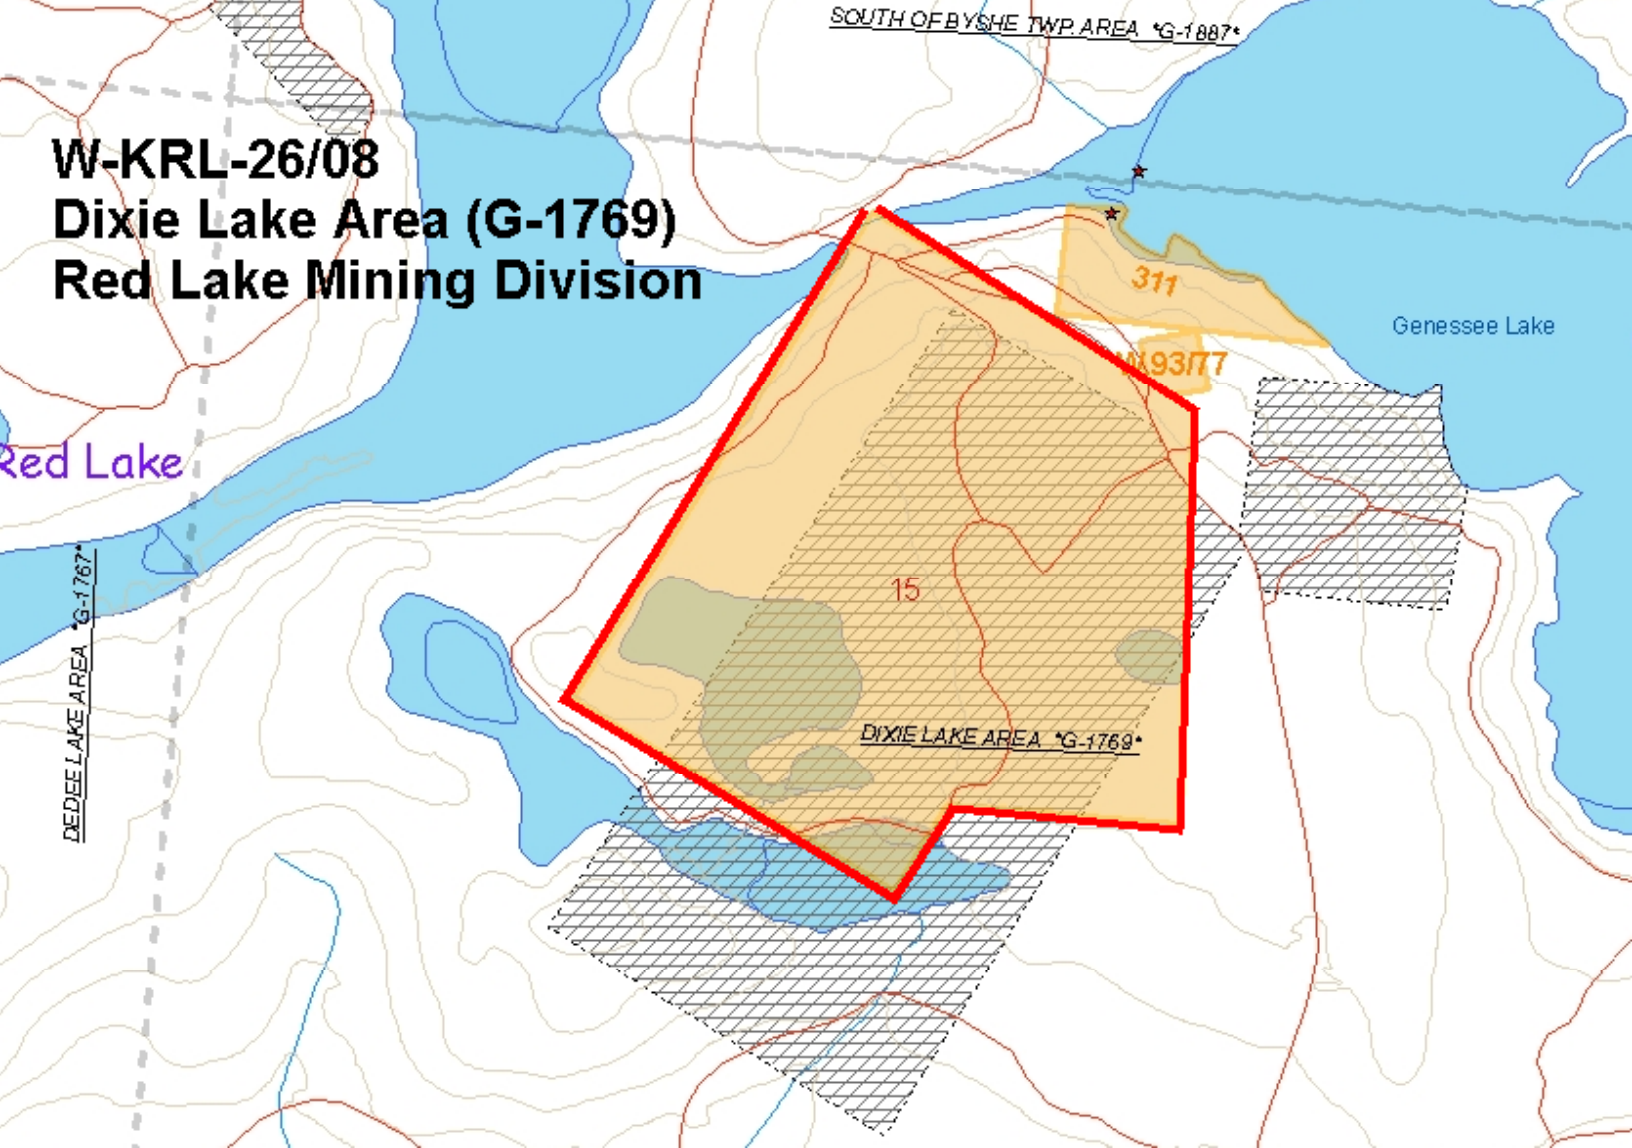 SOUTH OF BYSHE TWP. AREA *G-1887*
W-KRL-26/08
Dixie Lake Area (G-1769)
Red Lake Mining Division
311
Genessee Lake
W93/77
Red Lake
15
DEDEE LAKE AREA *G-1767*
DIXIE LAKE AREA *G-1769*